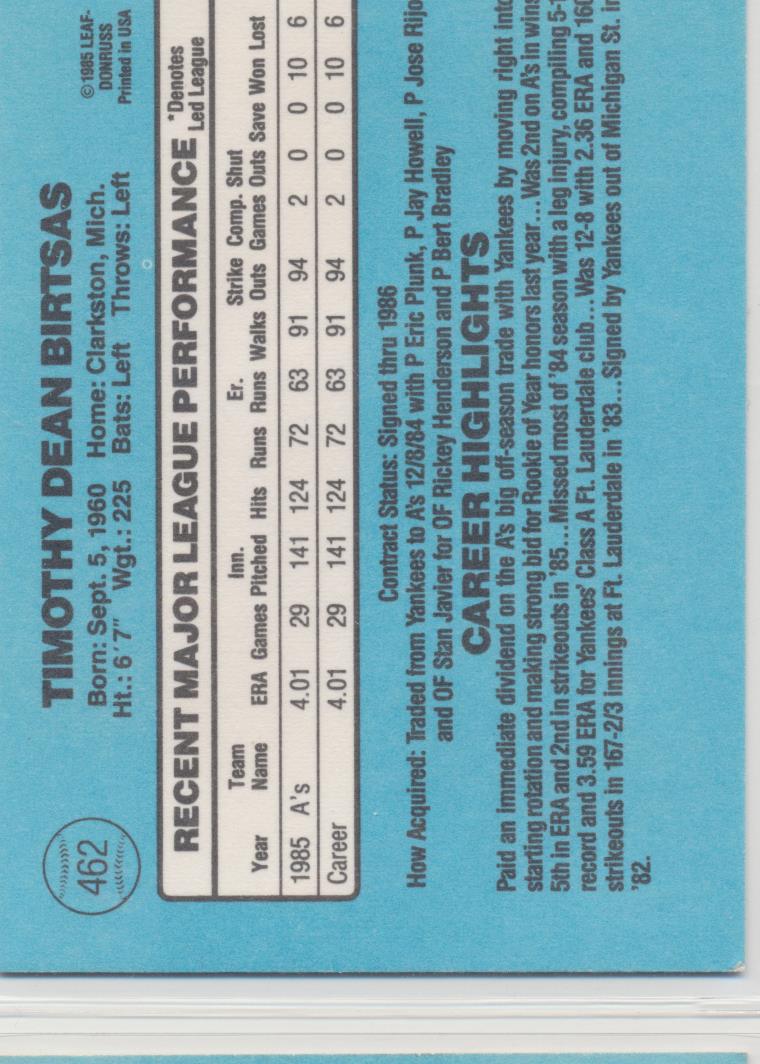 462
TIMOTHY DEAN BIRTSAS
©1985 LEAF-
DONRUSS
Printed in USA
Born: Sept. 5, 1960 Home: Clarkston, Mich.
Ht.: 6'7" Wgt.: 225 Bats: Left Throws: Left
RECENT MAJOR LEAGUE PERFORMANCE *Denotes
Led League
Team Inn. Er. Strike Comp. Shut
Year Name ERA Games Pitched Hits Runs Runs Walks Outs Games Outs Save Won Lost
1985 A's 4.01 29 141 124 72 63 91 94 2 0 0 10 6
Career 4.01 29 141 124 72 63 91 94 2 0 0 10 6
Contract Status: Signed thru 1986
How Acquired: Traded from Yankees to A's 12/8/84 with P Eric Plunk, P Jay Howell, P Jose Rijo
and OF Stan Javier for OF Rickey Henderson and P Bert Bradley
CAREER HIGHLIGHTS
Paid an immediate dividend on the A's big off-season trade with Yankees by moving right into
starting rotation and making strong bid for Rookie of Year honors last year...Was 2nd on A's in wins
5th in ERA and 2nd in strikeouts in '85...Missed most of '84 season with a leg injury, compiling 5-1
record and 3.59 ERA for Yankees' Class A Ft. Lauderdale club...Was 12-8 with 2.36 ERA and 160
strikeouts in 167-2/3 innings at Ft. Lauderdale in '83...Signed by Yankees out of Michigan St. in
'82.